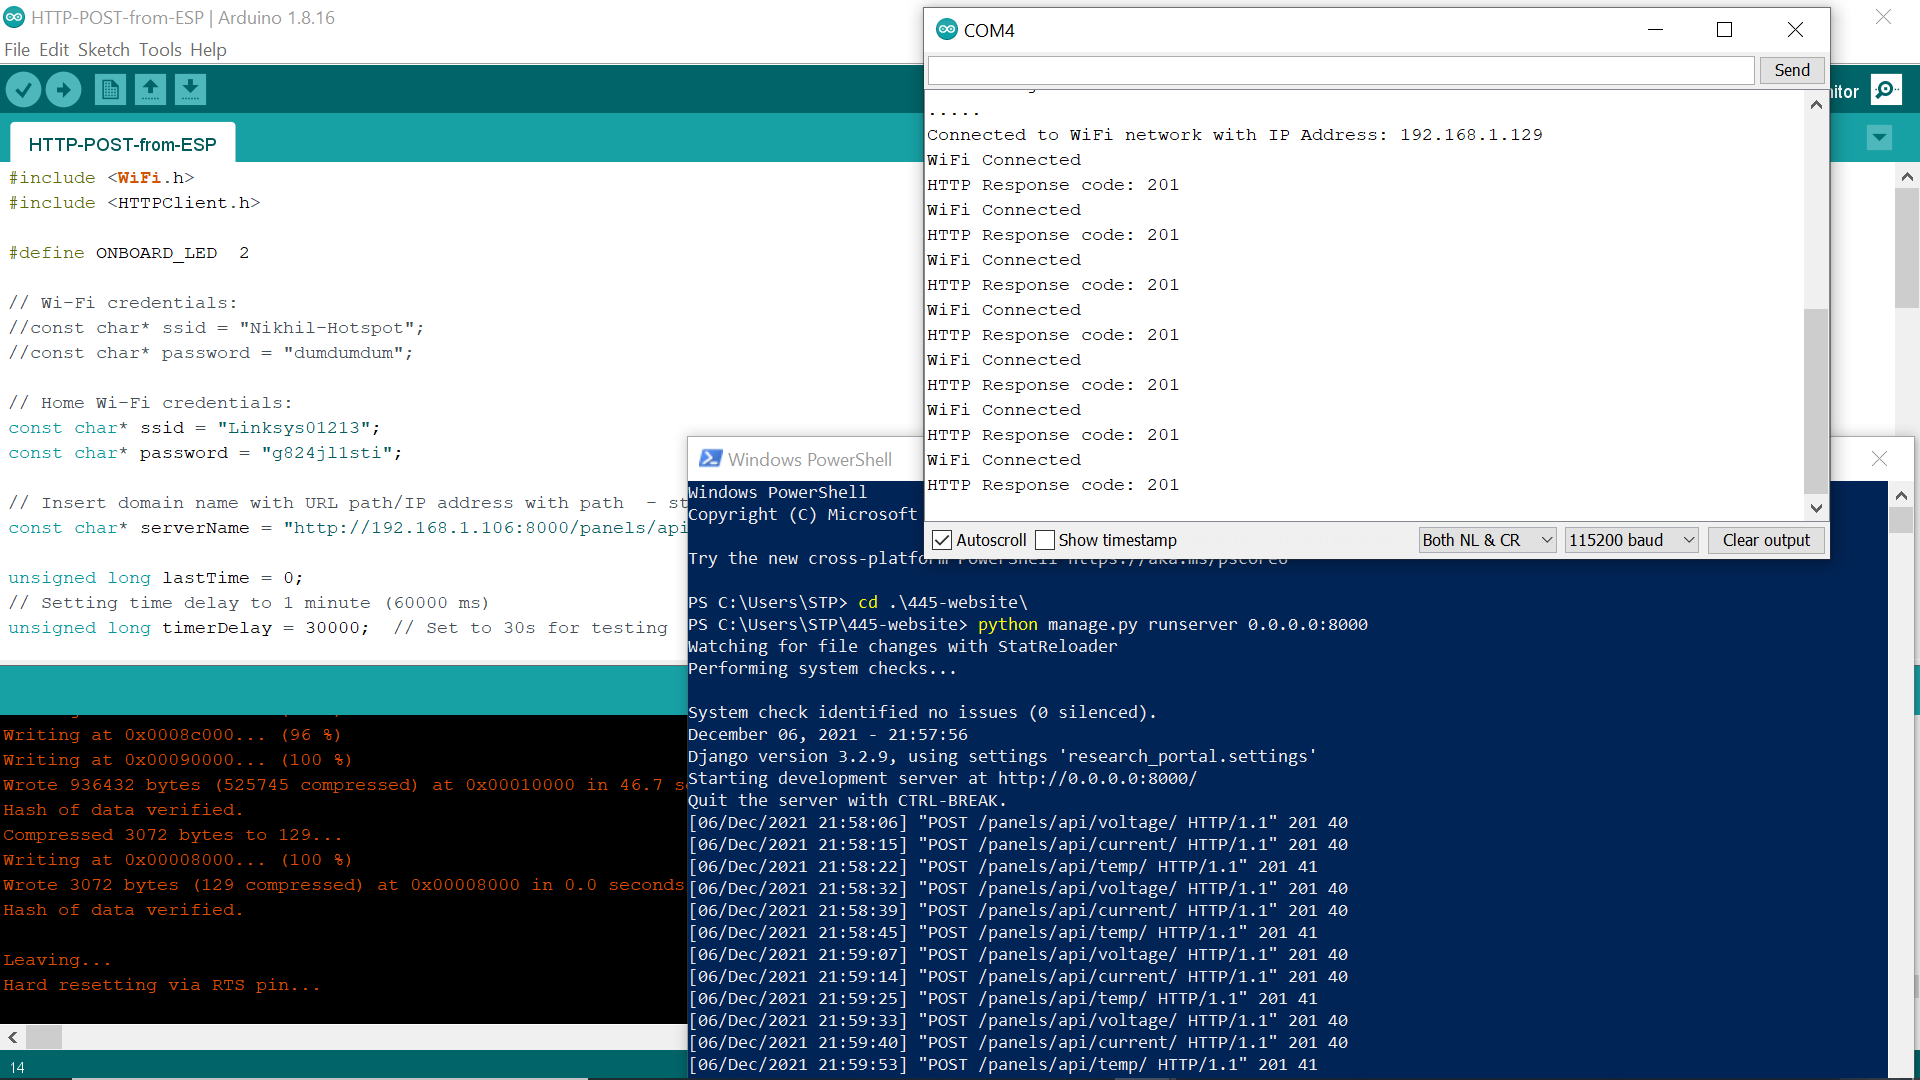 HTTP-POST-from-ESP | Arduino 1.8.16
File Edit Sketch Tools Help
HTTP-POST-from-ESP
#include <WiFi.h>
#include <HTTPClient.h>
#define ONBOARD_LED  2
// Wi-Fi credentials:
//const char* ssid = "Nikhil-Hotspot";
//const char* password = "dumdumdum";
// Home Wi-Fi credentials:
const char* ssid = "Linksys01213";
const char* password = "g824jl1sti";
// Insert domain name with URL path/IP address with path  - st
const char* serverName = "http://192.168.1.106:8000/panels/api
unsigned long lastTime = 0;
// Setting time delay to 1 minute (60000 ms)
unsigned long timerDelay = 30000;  // Set to 30s for testing
Writing at 0x0008c000... (96 %)
Writing at 0x00090000... (100 %)
Wrote 936432 bytes (525745 compressed) at 0x00010000 in 46.7 s
Hash of data verified.
Compressed 3072 bytes to 129...
Writing at 0x00008000... (100 %)
Wrote 3072 bytes (129 compressed) at 0x00008000 in 0.0 seconds
Hash of data verified.
Leaving...
Hard resetting via RTS pin...
14
COM4
Send
itor
.....
Connected to WiFi network with IP Address: 192.168.1.129
WiFi Connected
HTTP Response code: 201
WiFi Connected
HTTP Response code: 201
WiFi Connected
HTTP Response code: 201
WiFi Connected
HTTP Response code: 201
WiFi Connected
HTTP Response code: 201
WiFi Connected
HTTP Response code: 201
WiFi Connected
HTTP Response code: 201
Autoscroll Show timestamp Both NL & CR 115200 baud Clear output
Windows PowerShell
Windows PowerShell
Copyright (C) Microsoft
Try the new cross-platform PowerShell https://aka.ms/pscore6
PS C:\Users\STP> cd .\445-website\
PS C:\Users\STP\445-website> python manage.py runserver 0.0.0.0:8000
Watching for file changes with StatReloader
Performing system checks...
System check identified no issues (0 silenced).
December 06, 2021 - 21:57:56
Django version 3.2.9, using settings 'research_portal.settings'
Starting development server at http://0.0.0.0:8000/
Quit the server with CTRL-BREAK.
[06/Dec/2021 21:58:06] "POST /panels/api/voltage/ HTTP/1.1" 201 40
[06/Dec/2021 21:58:15] "POST /panels/api/current/ HTTP/1.1" 201 40
[06/Dec/2021 21:58:22] "POST /panels/api/temp/ HTTP/1.1" 201 41
[06/Dec/2021 21:58:32] "POST /panels/api/voltage/ HTTP/1.1" 201 40
[06/Dec/2021 21:58:39] "POST /panels/api/current/ HTTP/1.1" 201 40
[06/Dec/2021 21:58:45] "POST /panels/api/temp/ HTTP/1.1" 201 41
[06/Dec/2021 21:59:07] "POST /panels/api/voltage/ HTTP/1.1" 201 40
[06/Dec/2021 21:59:14] "POST /panels/api/current/ HTTP/1.1" 201 40
[06/Dec/2021 21:59:25] "POST /panels/api/temp/ HTTP/1.1" 201 41
[06/Dec/2021 21:59:33] "POST /panels/api/voltage/ HTTP/1.1" 201 40
[06/Dec/2021 21:59:40] "POST /panels/api/current/ HTTP/1.1" 201 40
[06/Dec/2021 21:59:53] "POST /panels/api/temp/ HTTP/1.1" 201 41